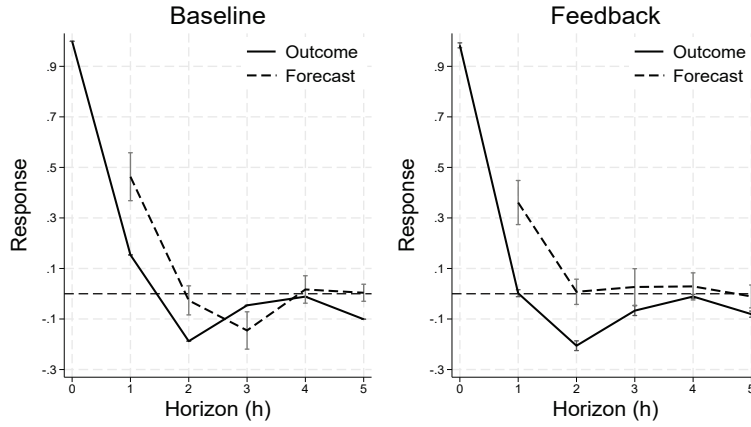 Baseline
Outcome
Forecast
Response
.9
.7
.5
.3
.1
-.1
-.3
0 1 2 3 4 5
Horizon (h)
Feedback
Outcome
Forecast
Response
.9
.7
.5
.3
.1
-.1
-.3
0 1 2 3 4 5
Horizon (h)